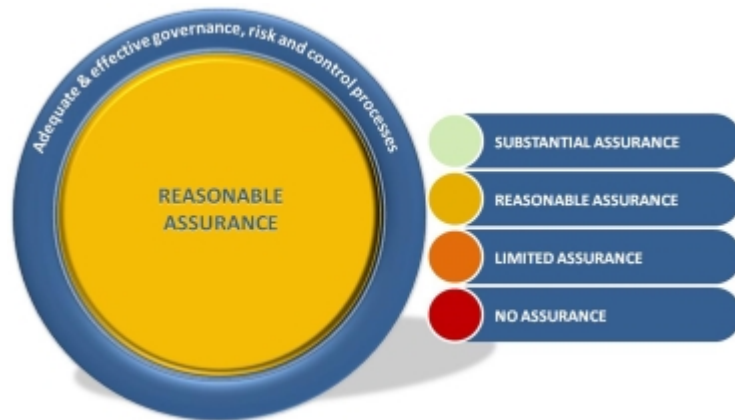 Adequate & effective governance, risk and control processes
REASONABLE
ASSURANCE
SUBSTANTIAL ASSURANCE
REASONABLE ASSURANCE
LIMITED ASSURANCE
NO ASSURANCE